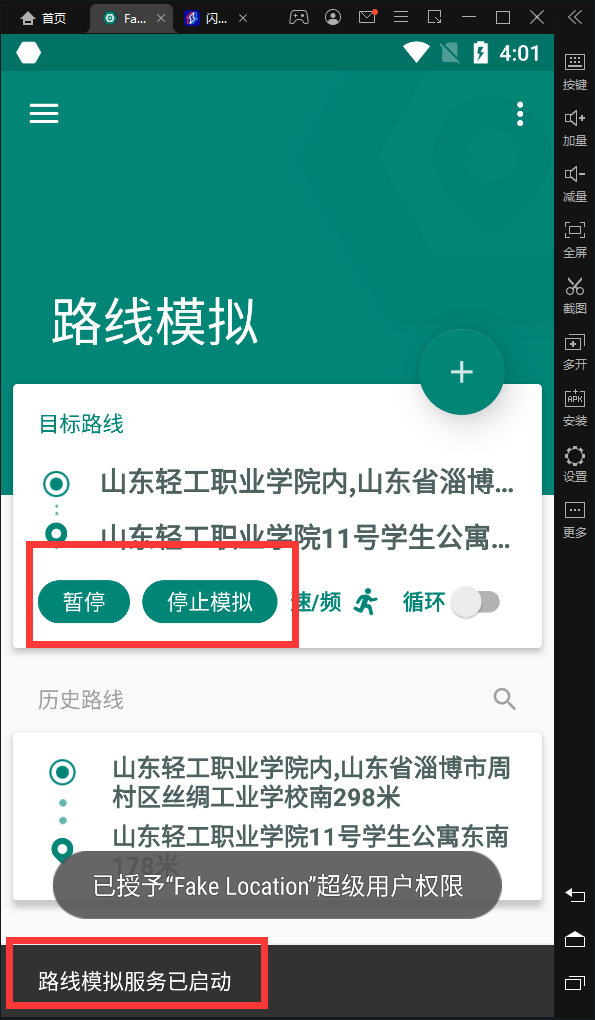 首页
Fa...
闪...
4:01
路线模拟
目标路线
山东轻工职业学院内,山东省淄博...
山东轻工职业学院11号学生公寓...
暂停
停止模拟
速/频
循环
历史路线
山东轻工职业学院内,山东省淄博市周
村区丝绸工业学校南298米
山东轻工职业学院11号学生公寓东南
178米
已授予“Fake Location”超级用户权限
路线模拟服务已启动
按键
加量
减量
全屏
截图
多开
APK
安装
设置
更多